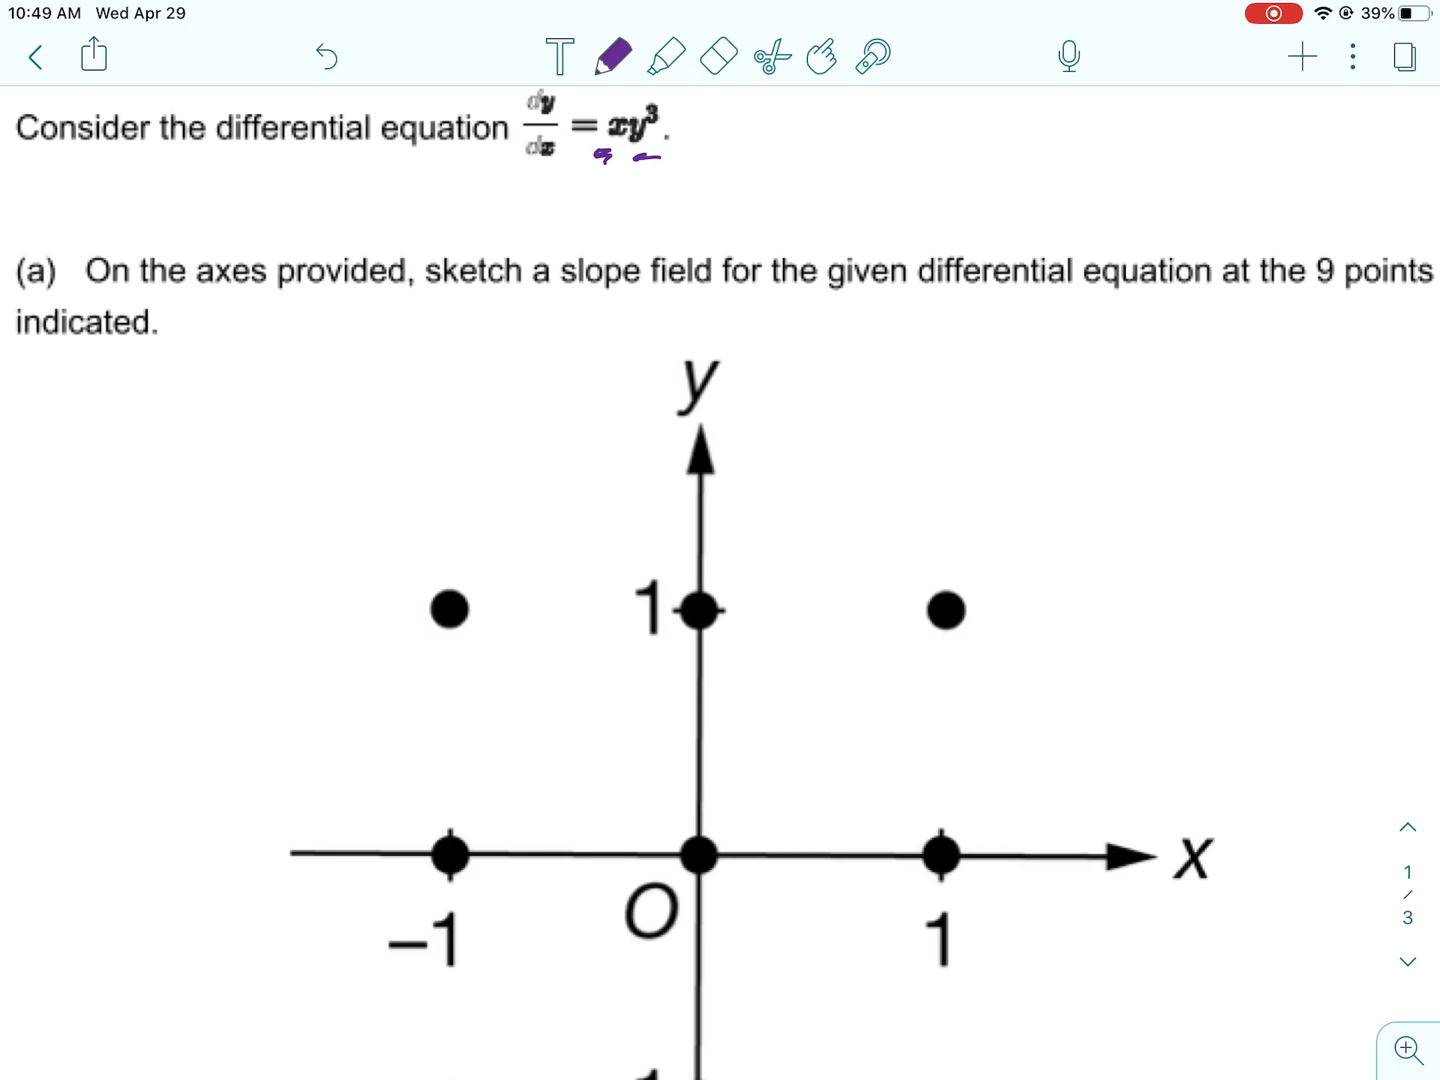 10:49 AM Wed Apr 29
39%
Consider the differential equation dy/dx = xy³.
(a) On the axes provided, sketch a slope field for the given differential equation at the 9 points
indicated.
y
1
x
O
−1
1
1
/
3